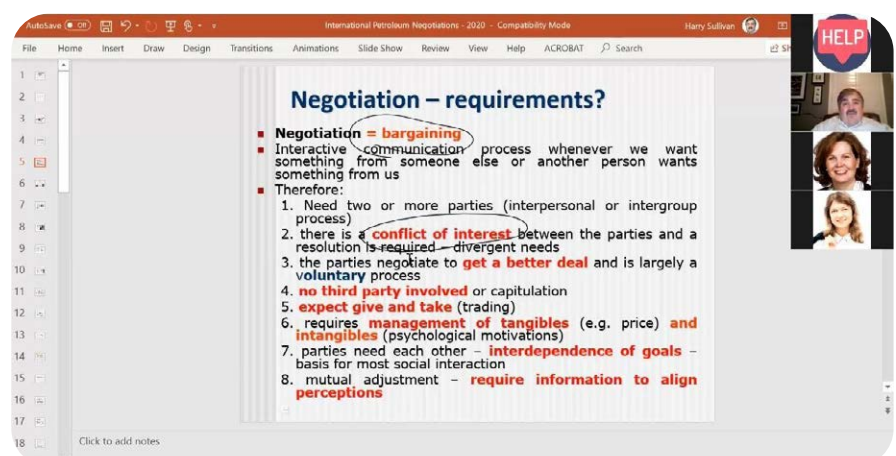 AutoSave
International Petroleum Negotiations - 2020 - Compatibility Mode
Harry Sullivan
File Home Insert Draw Design Transitions Animations Slide Show Review View Help ACROBAT Search
HELP
1
2
3
4
5
6
7
8
9
10
11
12
13
14
15
16
17
18
Negotiation – requirements?
Negotiation = bargaining
Interactive communication process whenever we want
something from someone else or another person wants
something from us
Therefore:
1. Need two or more parties (interpersonal or intergroup
process)
2. there is a conflict of interest between the parties and a
resolution is required – divergent needs
3. the parties negotiate to get a better deal and is largely a
voluntary process
4. no third party involved or capitulation
5. expect give and take (trading)
6. requires management of tangibles (e.g. price) and
intangibles (psychological motivations)
7. parties need each other – interdependence of goals –
basis for most social interaction
8. mutual adjustment – require information to align
perceptions
Click to add notes